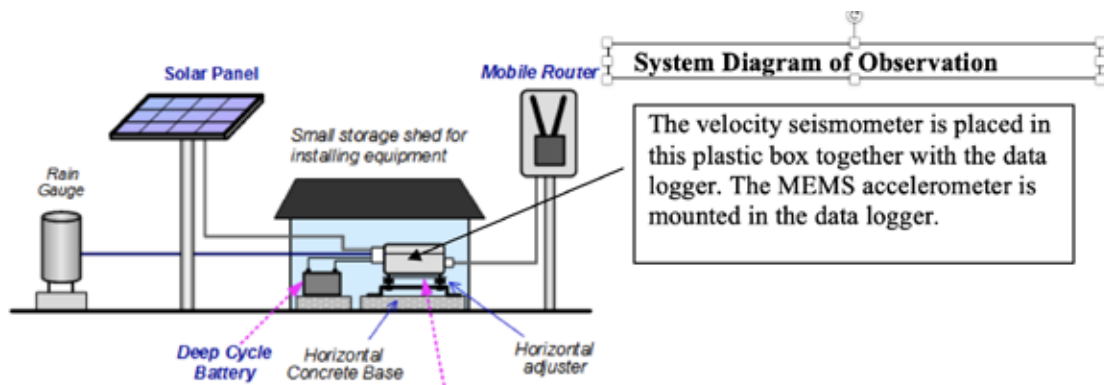 System Diagram of Observation
Solar Panel
Mobile Router
Small storage shed for
installing equipment
Rain
Gauge
The velocity seismometer is placed in
this plastic box together with the data
logger. The MEMS accelerometer is
mounted in the data logger.
Deep Cycle
Battery
Horizontal
Concrete Base
Horizontal
adjuster